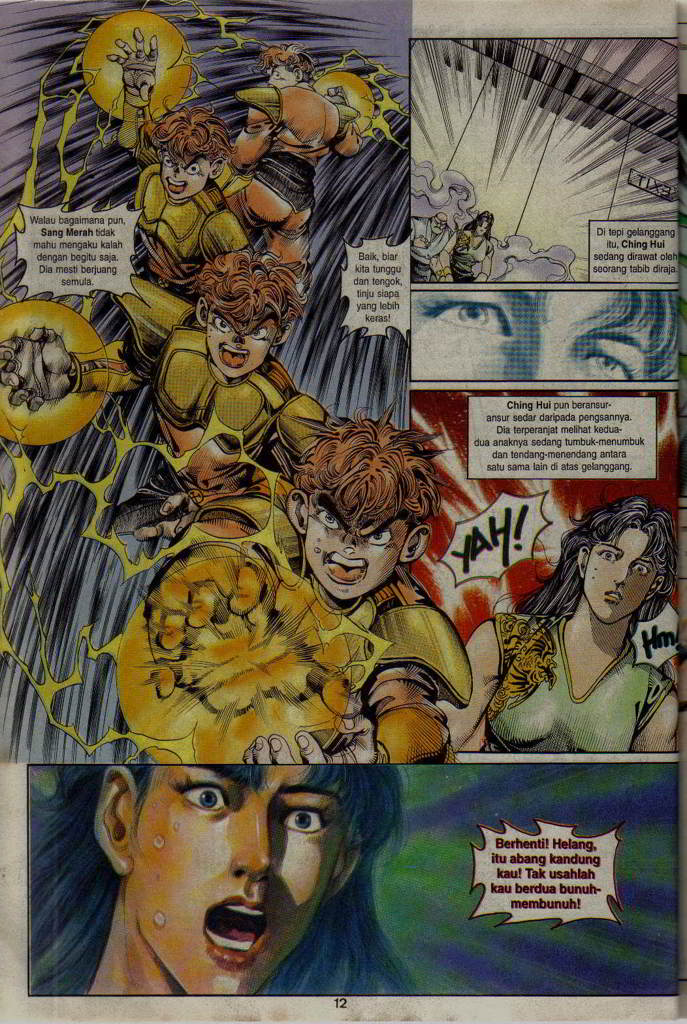 Walau bagaimana pun,
Sang Merah tidak
mahu mengaku kalah
dengan begitu saja.
Dia mesti berjuang
semula.
Baik, biar
kita tunggu
dan tengok,
tinju siapa
yang lebih
keras!
EXIT
Di tepi gelanggang
itu, Ching Hui
sedang dirawat oleh
seorang tabib diraja.
Ching Hui pun beransur-
ansur sedar daripada pengsannya.
Dia terperanjat melihat kedua-
dua anaknya sedang tumbuk-menumbuk
dan tendang-menendang antara
satu sama lain di atas gelanggang.
YAH!
Hm
Berhenti! Helang,
itu abang kandung
kau! Tak usahlah
kau berdua bunuh-
membunuh!
12